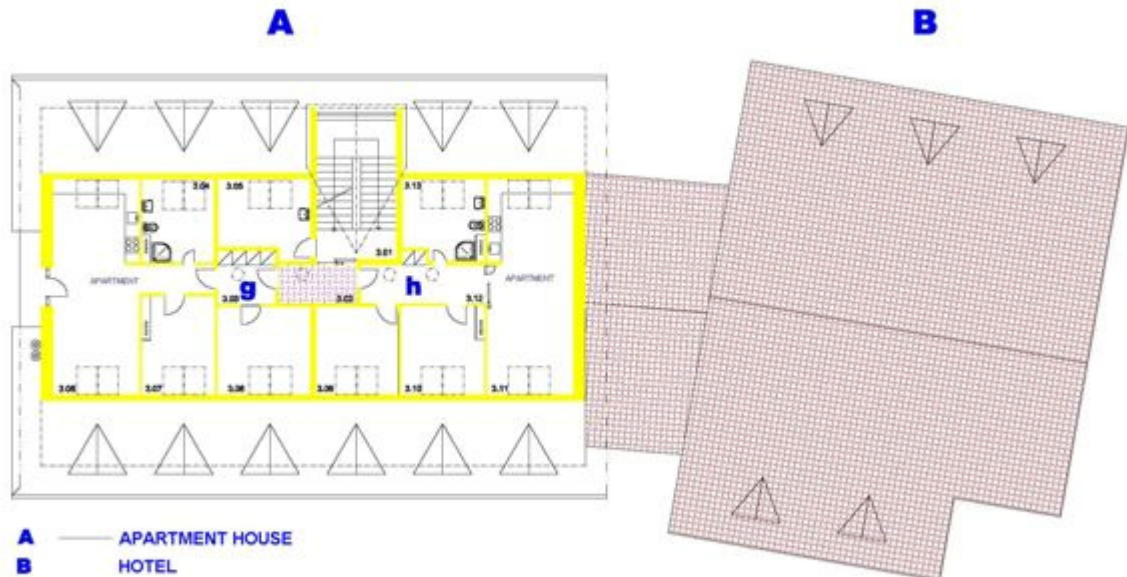 A B
3.04 3.05 3.13
3.01
APARTMENT APARTMENT
g h
3.03 3.02 3.12
3.06 3.07 3.08 3.09 3.10 3.11
A APARTMENT HOUSE
B HOTEL